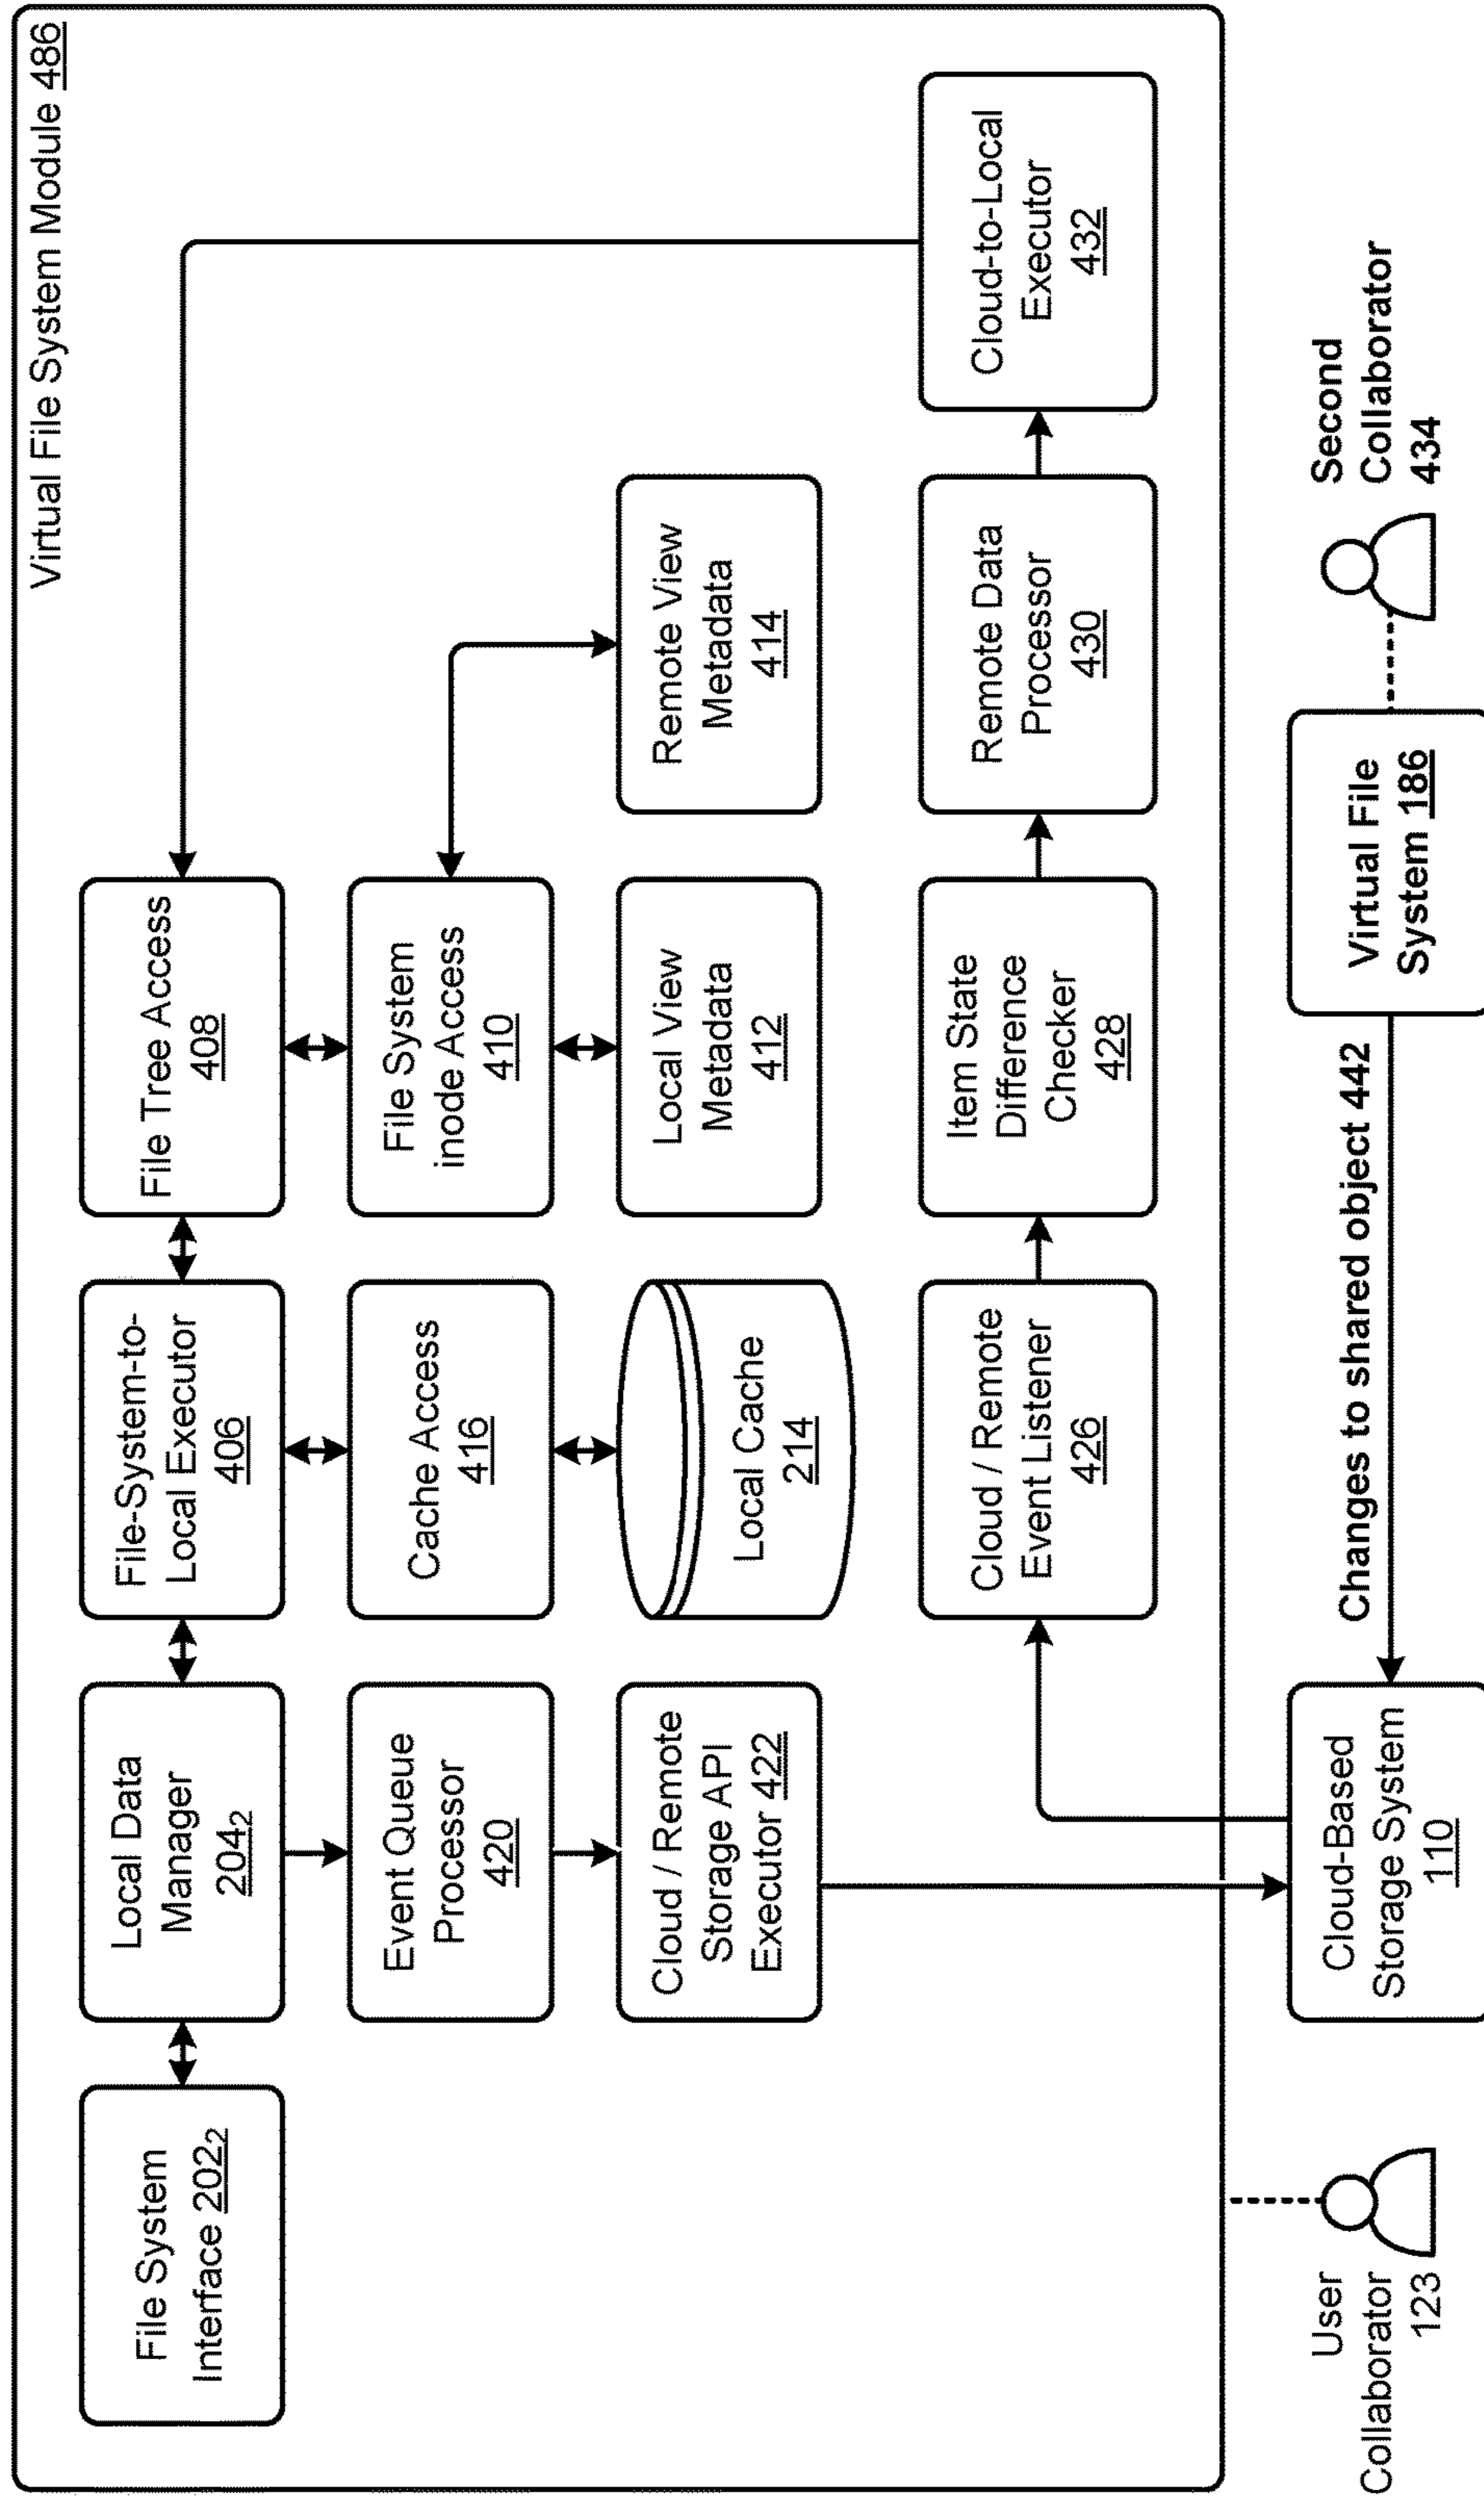 Virtual File System Module 486
File System
Interface 202₂
Local Data
Manager
204₂
File-System-to-
Local Executor
406
File Tree Access
408
Event Queue
Processor
420
Cache Access
416
File System
inode Access
410
Cloud / Remote
Storage API
Executor 422
Local Cache
214
Local View
Metadata
412
Remote View
Metadata
414
Cloud / Remote
Event Listener
426
Item State
Difference
Checker
428
Remote Data
Processor
430
Cloud-to-Local
Executor
432
User
Collaborator
123
Cloud-Based
Storage System
110
Changes to shared object 442
Virtual File
System 186
Second
Collaborator
434